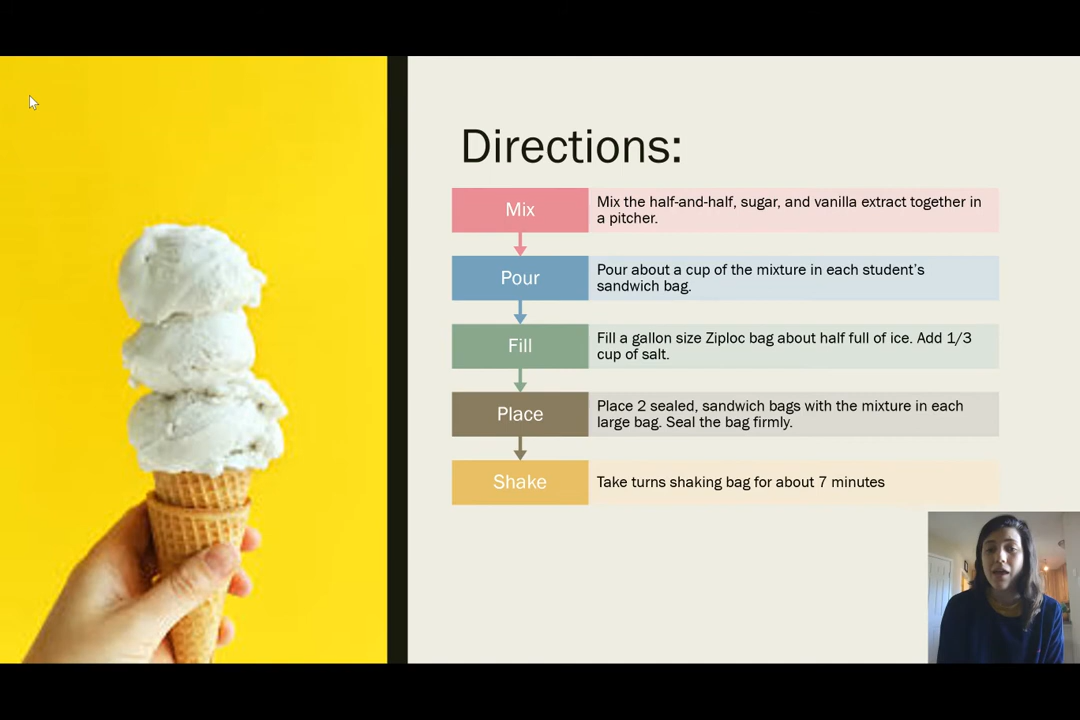 Directions:
Mix
Mix the half-and-half, sugar, and vanilla extract together in
a pitcher.
Pour
Pour about a cup of the mixture in each student’s
sandwich bag.
Fill
Fill a gallon size Ziploc bag about half full of ice. Add 1/3
cup of salt.
Place
Place 2 sealed, sandwich bags with the mixture in each
large bag. Seal the bag firmly.
Shake
Take turns shaking bag for about 7 minutes